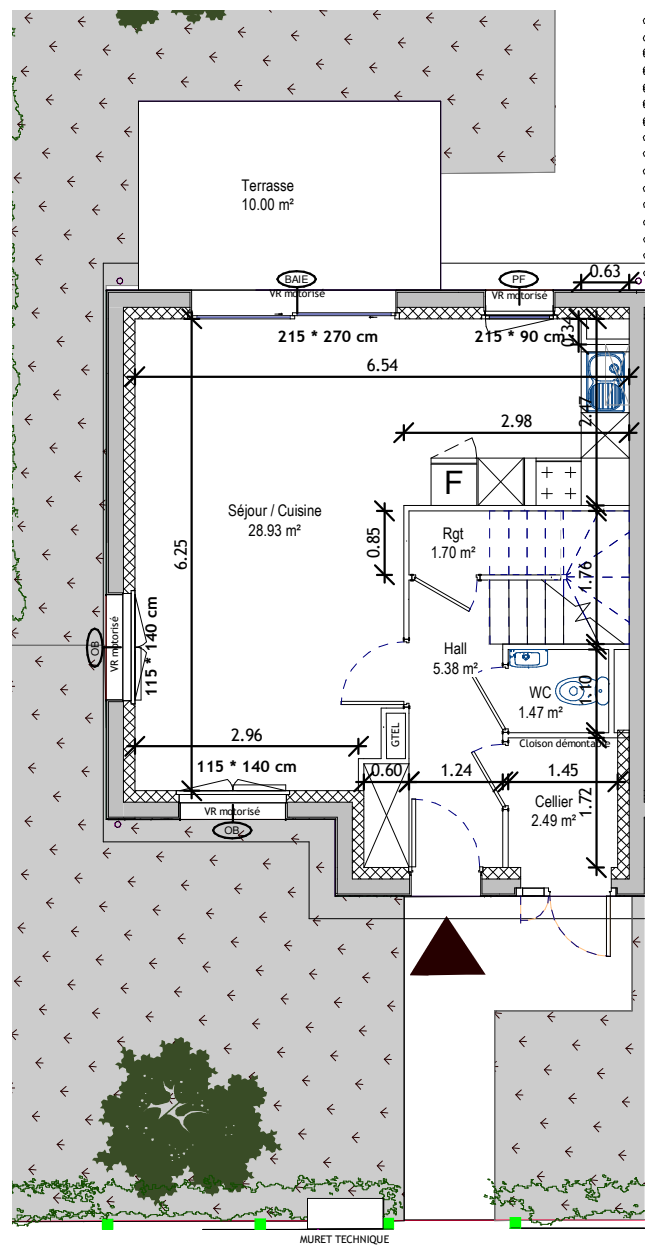 Terrasse
10.00 m²
0.63
BAIE
VR motorisé
PF
VR motorisé
215 * 270 cm
215 * 90 cm
0.34
6.54
2.47
2.98
F
Séjour / Cuisine
28.93 m²
0.85
Rgt
1.70 m²
6.25
1.76
OB
VR motorisé
115 * 140 cm
Hall
5.38 m²
WC
1.47 m²
1.10
GTEL
Cloison démontable
2.96
115 * 140 cm
0.60
1.24
1.45
Cellier
2.49 m²
1.72
VR motorisé
OB
MURET TECHNIQUE